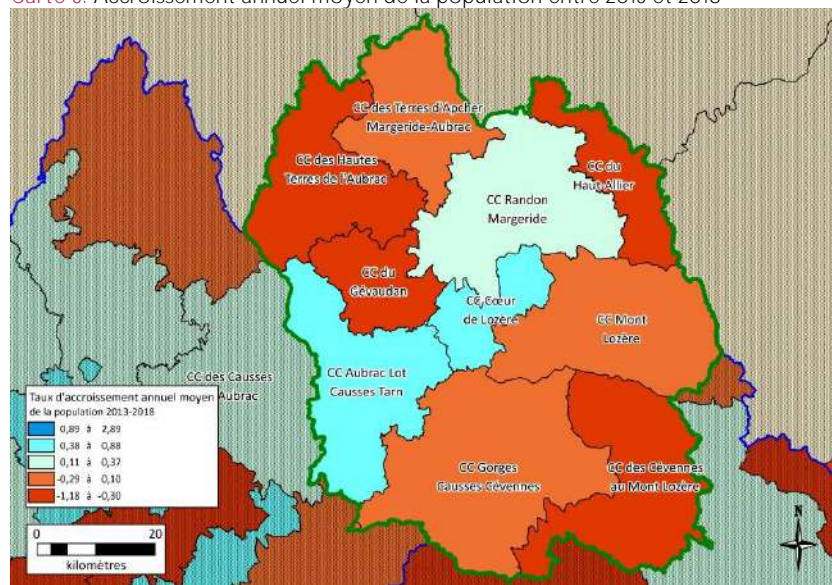 Carte 6: Accroissement annuel moyen de la population entre 2013 et 2018
CC des Terres d'Apcher
Margeride-Aubrac
CC des Hautes
Terres de l'Aubrac
CC du
Haut Allier
CC Randon
Margeride
CC du
Gévaudan
CC Cœur
de Lozère
CC Mont
Lozère
CC Aubrac Lot
Causses Tarn
CC des Causses
Aubrac
CC Gorges
Causses Cévennes
CC des Cévennes
au Mont Lozère
Taux d'accroissement annuel moyen
de la population 2013-2018
0,89 à 2,89
0,38 à 0,88
0,11 à 0,37
-0,29 à 0,10
-1,18 à -0,30
0 20
kilomètres
N